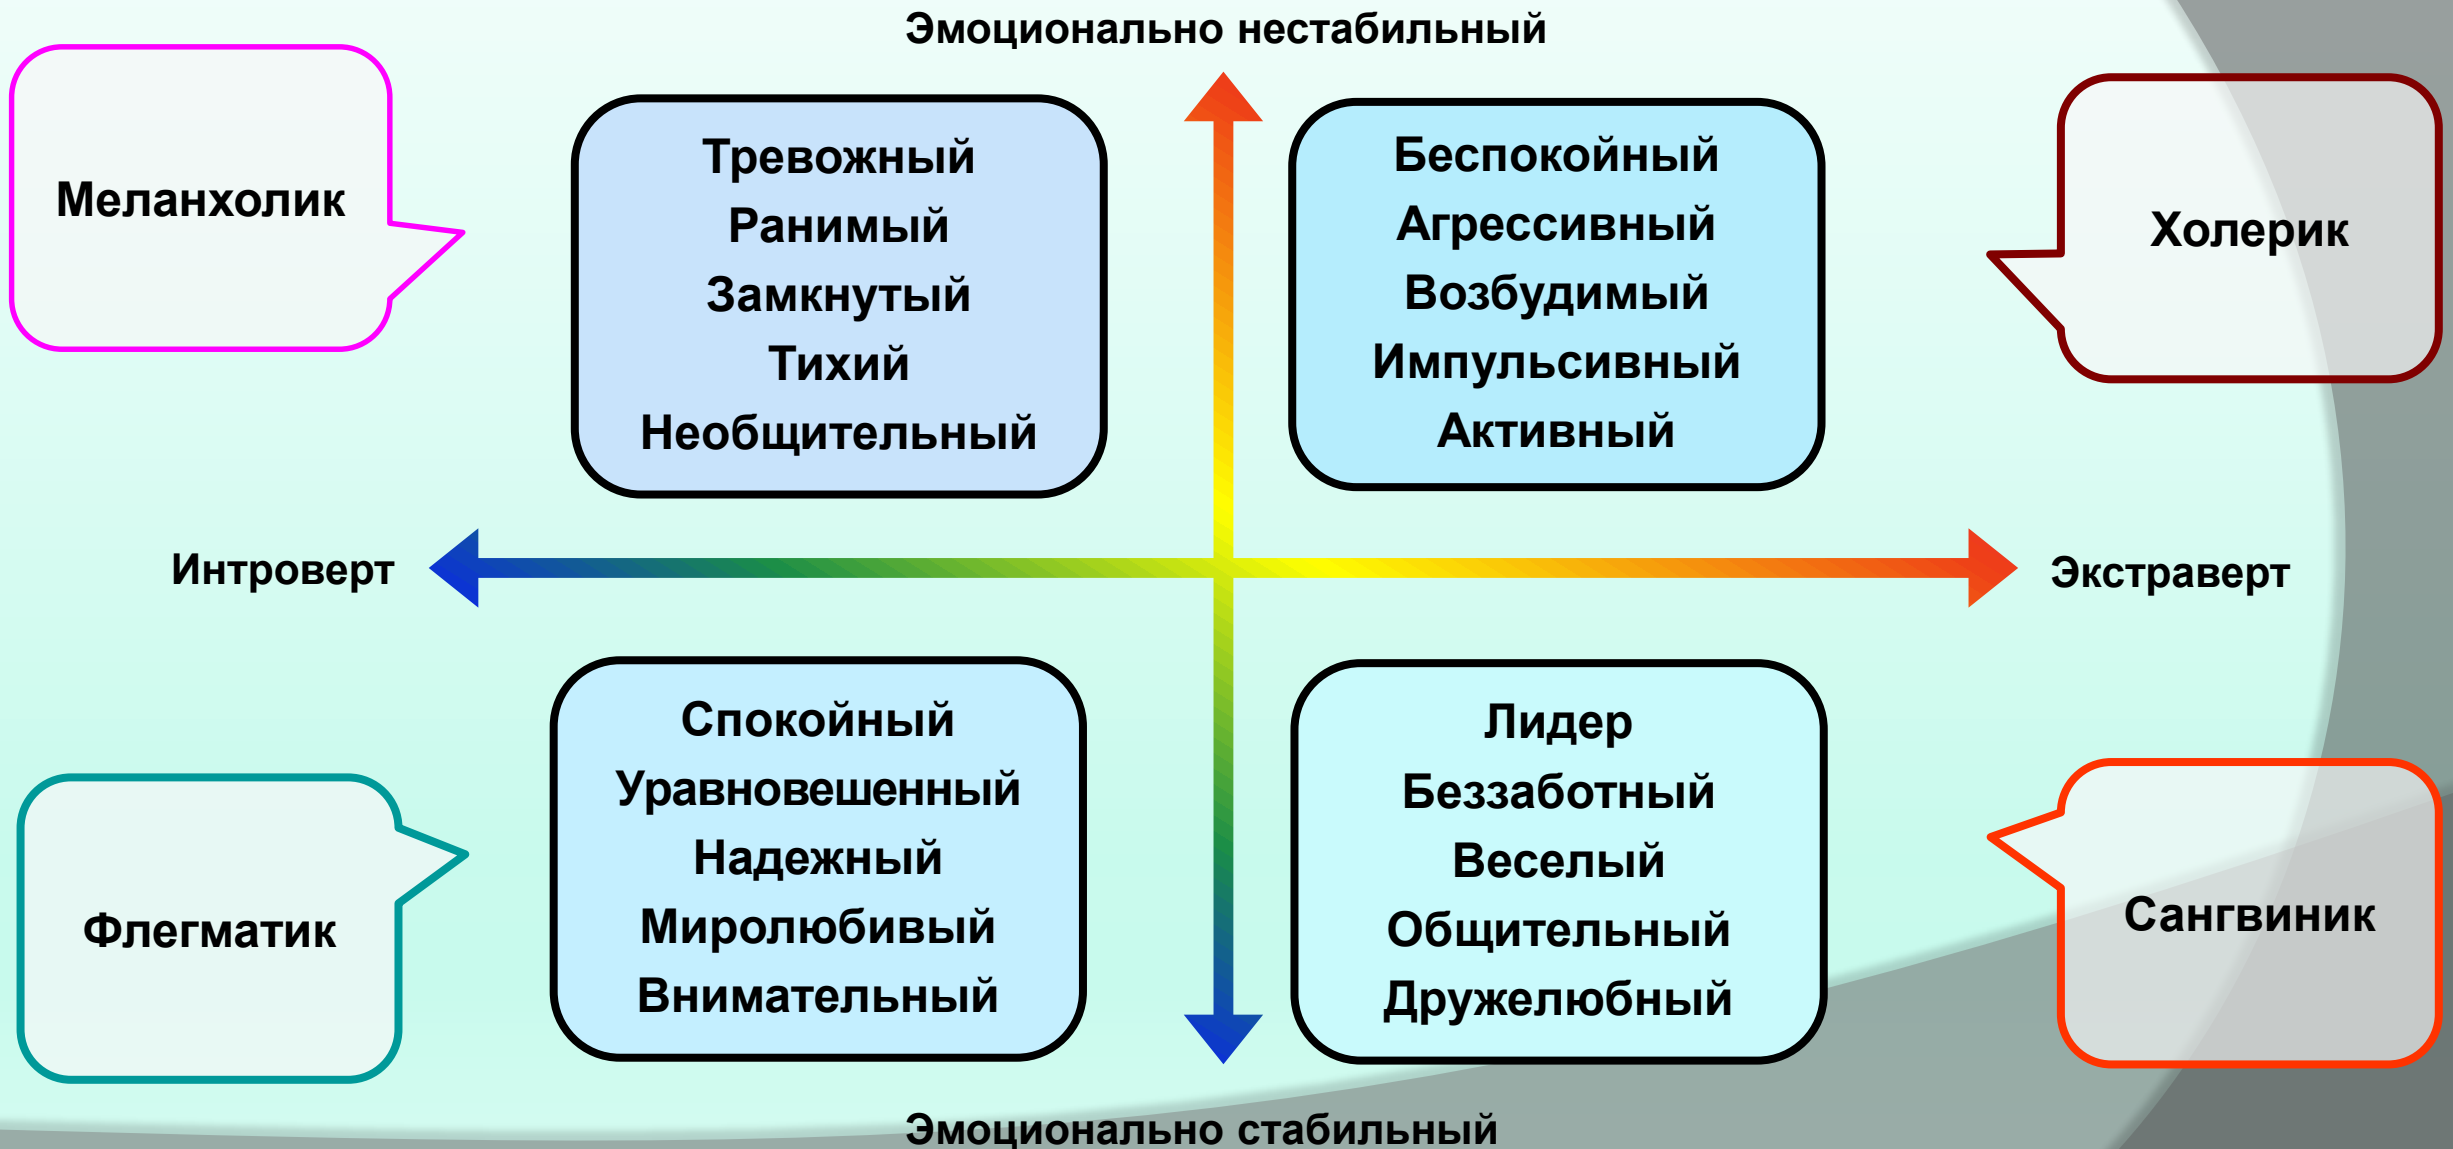 Эмоционально нестабильный
Меланхолик
Тревожный
Ранимый
Замкнутый
Тихий
Необщительный
Беспокойный
Агрессивный
Возбудимый
Импульсивный
Активный
Холерик
Интроверт
Экстраверт
Флегматик
Спокойный
Уравновешенный
Надежный
Миролюбивый
Внимательный
Лидер
Беззаботный
Веселый
Общительный
Дружелюбный
Сангвиник
Эмоционально стабильный